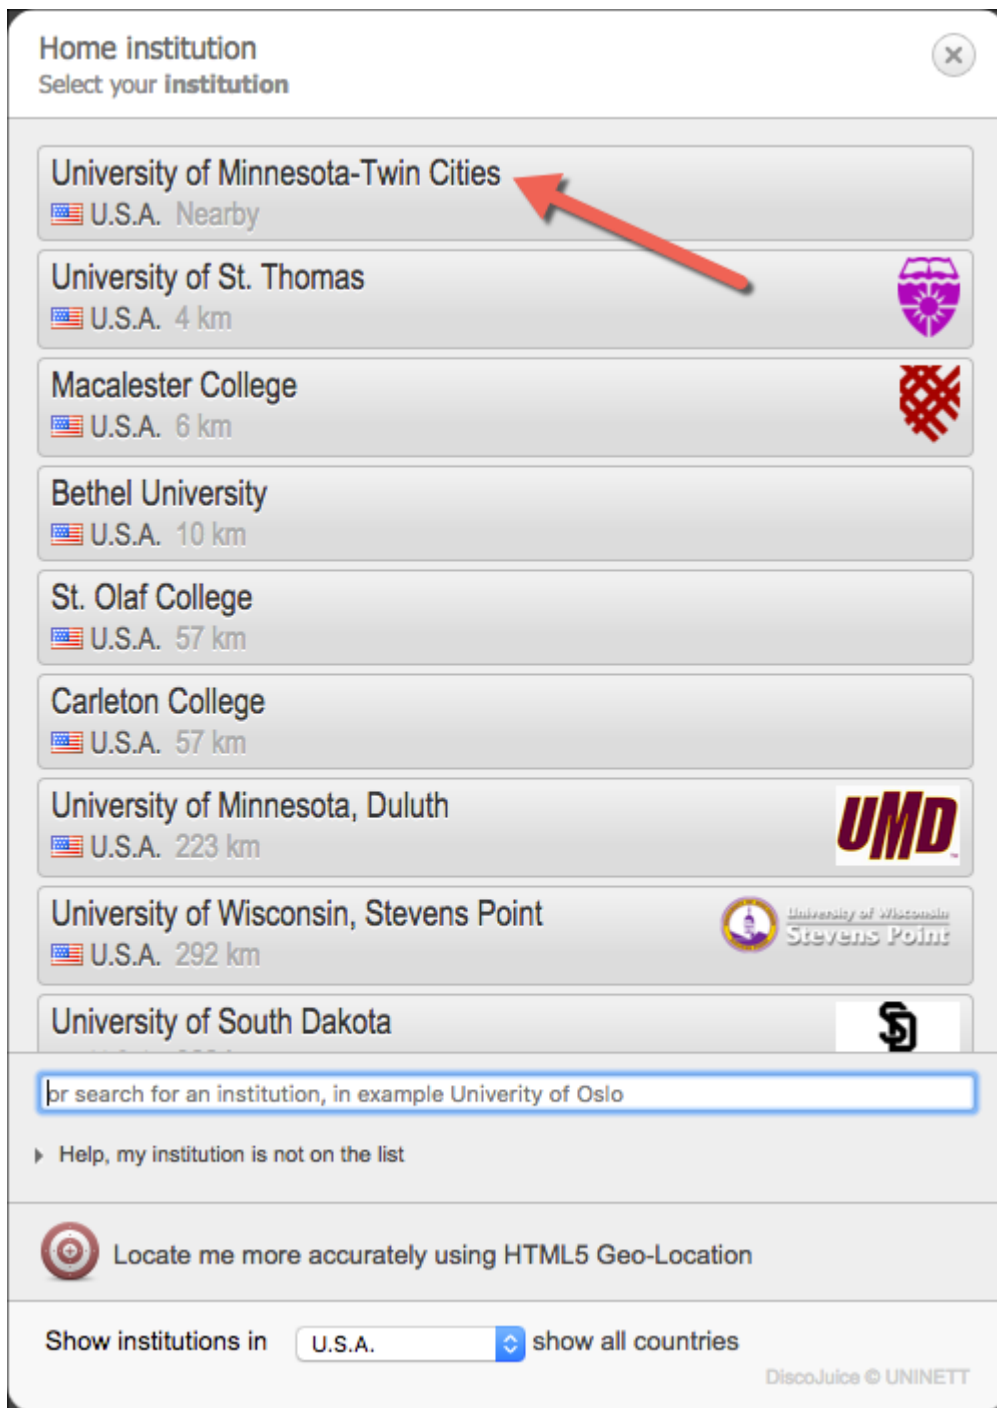 Home institution
Select your institution
University of Minnesota-Twin Cities
U.S.A. Nearby
University of St. Thomas
U.S.A. 4 km
Macalester College
U.S.A. 6 km
Bethel University
U.S.A. 10 km
St. Olaf College
U.S.A. 57 km
Carleton College
U.S.A. 57 km
University of Minnesota, Duluth
U.S.A. 223 km
UMD
University of Wisconsin, Stevens Point
U.S.A. 292 km
University of Wisconsin
Stevens Point
University of South Dakota
SD
or search for an institution, in example Univerity of Oslo
Help, my institution is not on the list
Locate me more accurately using HTML5 Geo-Location
Show institutions in U.S.A. show all countries
DiscoJuice © UNINETT